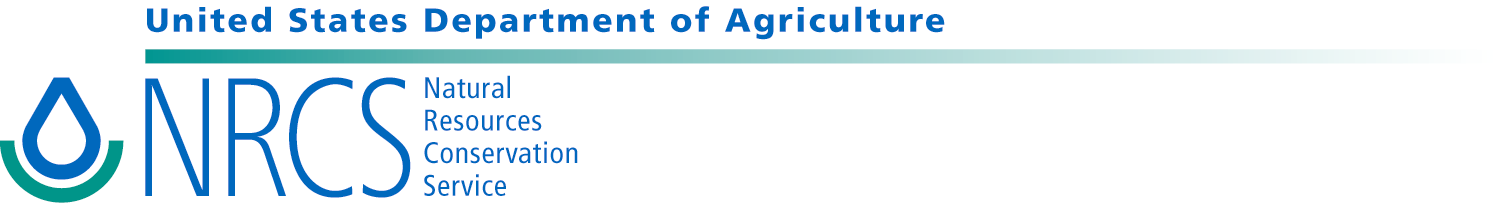 United States Department of Agriculture
NRCS
Natural
Resources
Conservation
Service